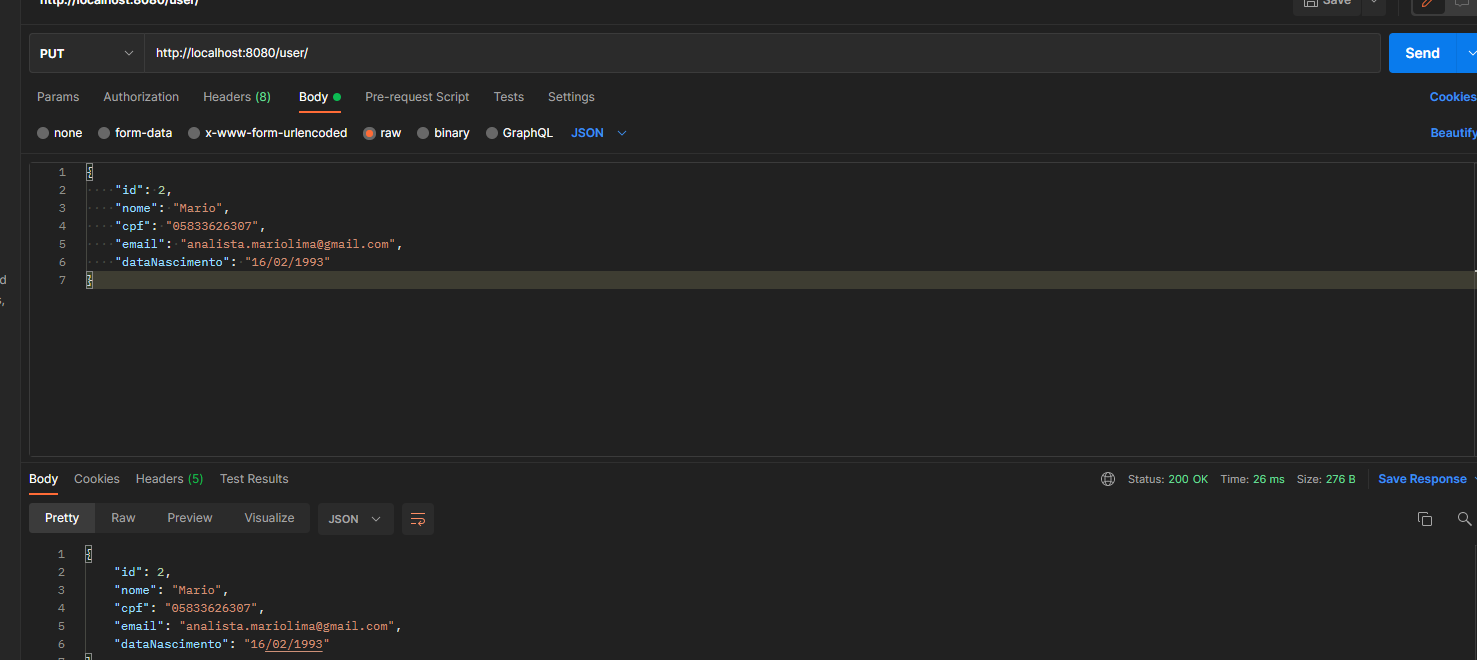 http://localhost:8080/user/
Save
PUT http://localhost:8080/user/ Send
Params Authorization Headers (8) Body Pre-request Script Tests Settings Cookies
none form-data x-www-form-urlencoded raw binary GraphQL JSON Beautify
1 {
2 "id": 2,
3 "nome": "Mario",
4 "cpf": "05833626307",
5 "email": "analista.mariolima@gmail.com",
6 "dataNascimento": "16/02/1993"
7 }
Body Cookies Headers (5) Test Results Status: 200 OK Time: 26 ms Size: 276 B Save Response
Pretty Raw Preview Visualize JSON
1 {
2 "id": 2,
3 "nome": "Mario",
4 "cpf": "05833626307",
5 "email": "analista.mariolima@gmail.com",
6 "dataNascimento": "16/02/1993"
7 }